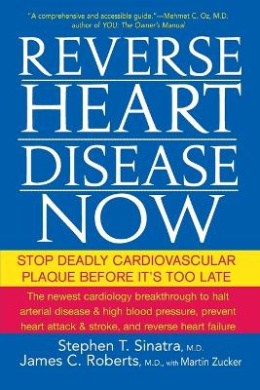 "A comprehensive and accessible guide."—Mehmet C. Oz, M.D.
author of YOU: The Owner's Manual
REVERSE
HEART
DISEASE
NOW
STOP DEADLY CARDIOVASCULAR
PLAQUE BEFORE IT'S TOO LATE
The newest cardiology breakthrough to halt
arterial disease & high blood pressure, prevent
heart attack & stroke, and reverse heart failure
Stephen T. Sinatra, M.D.
James C. Roberts, M.D., with Martin Zucker